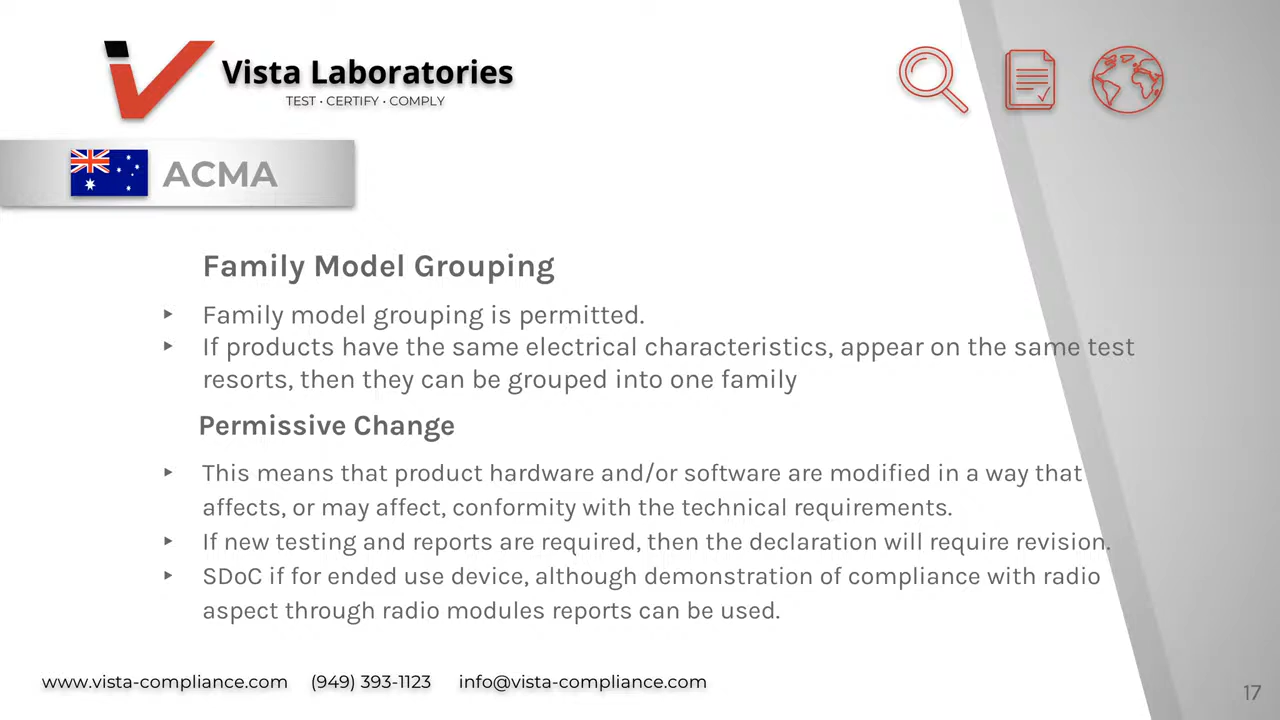 Vista Laboratories
TEST · CERTIFY · COMPLY
ACMA
Family Model Grouping
‣ Family model grouping is permitted.
‣ If products have the same electrical characteristics, appear on the same test
resorts, then they can be grouped into one family
Permissive Change
‣ This means that product hardware and/or software are modified in a way that
affects, or may affect, conformity with the technical requirements.
‣ If new testing and reports are required, then the declaration will require revision.
‣ SDoC if for ended use device, although demonstration of compliance with radio
aspect through radio modules reports can be used.
www.vista-compliance.com (949) 393-1123 info@vista-compliance.com
17